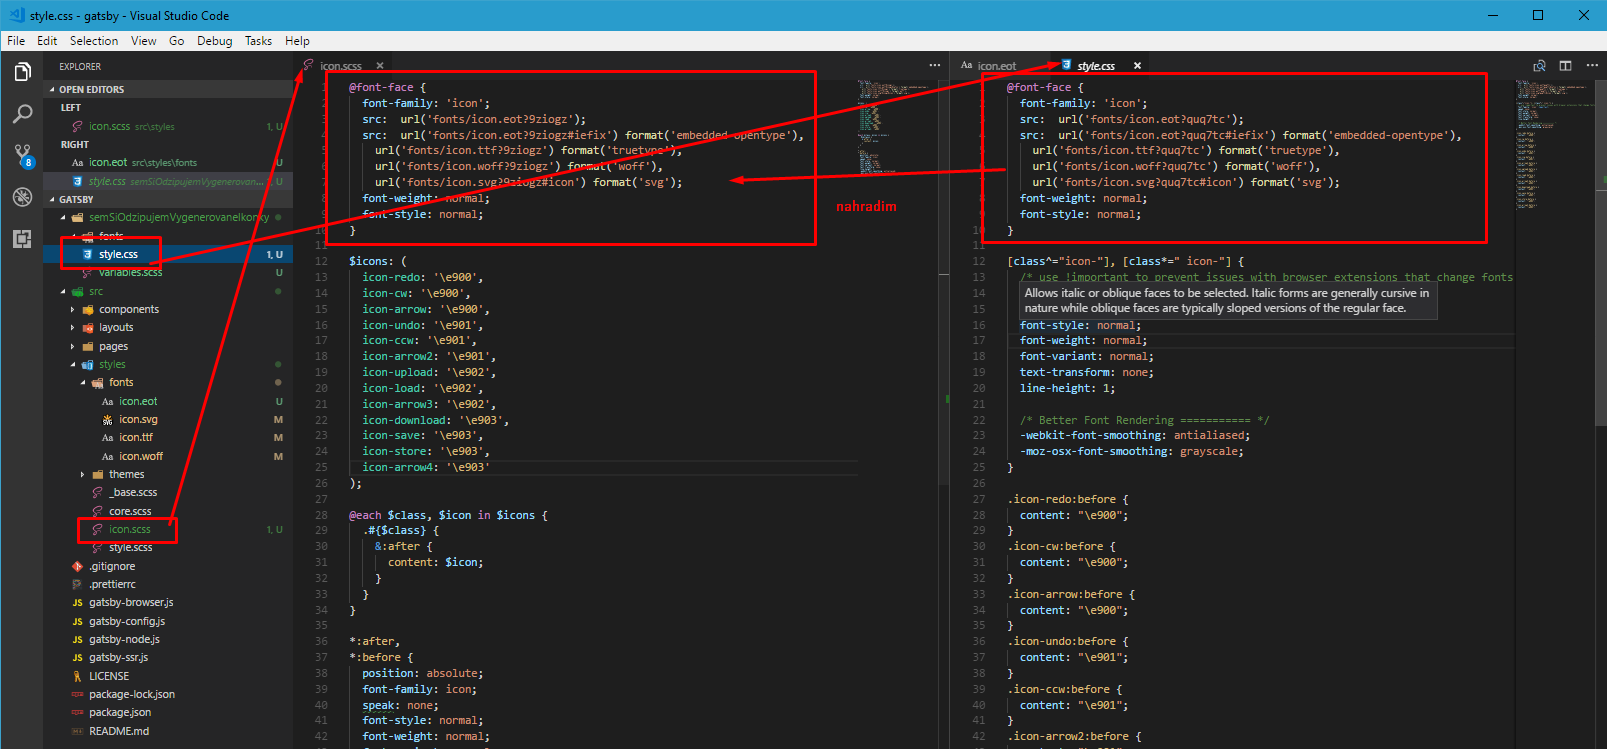 style.css - gatsby - Visual Studio Code
File Edit Selection View Go Debug Tasks Help
EXPLORER
OPEN EDITORS
LEFT
icon.scss src\styles 1, U
RIGHT
icon.eot src\styles\fonts U
style.css semSiOdzipujemVygenerovan... 1, U
GATSBY
semSiOdzipujemVygenerovaneIkonky
fonts
style.css 1, U
variables.scss U
src
components
layouts
pages
styles
fonts
icon.eot U
icon.svg M
icon.ttf M
icon.woff M
themes
_base.scss
core.scss
icon.scss 1, U
style.scss
.gitignore
.prettierrc
gatsby-browser.js
gatsby-config.js
gatsby-node.js
gatsby-ssr.js
LICENSE
package-lock.json
package.json
README.md
8
icon.scss
@font-face {
font-family: 'icon';
src:  url('fonts/icon.eot?9ziogz');
src:  url('fonts/icon.eot?9ziogz#iefix') format('embedded-opentype'),
url('fonts/icon.ttf?9ziogz') format('truetype'),
url('fonts/icon.woff?9ziogz') format('woff'),
url('fonts/icon.svg?9ziogz#icon') format('svg');
font-weight: normal;
font-style: normal;
10 }
11
12 $icons: (
13 icon-redo: '\e900',
14 icon-cw: '\e900',
15 icon-arrow: '\e900',
16 icon-undo: '\e901',
17 icon-ccw: '\e901',
18 icon-arrow2: '\e901',
19 icon-upload: '\e902',
20 icon-load: '\e902',
21 icon-arrow3: '\e902',
22 icon-download: '\e903',
23 icon-save: '\e903',
24 icon-store: '\e903',
25 icon-arrow4: '\e903'
26 );
27
28 @each $class, $icon in $icons {
29 .#{$class} {
30 &:after {
31 content: $icon;
32 }
33 }
34 }
35
36 *:after,
37 *:before {
38 position: absolute;
39 font-family: icon;
40 speak: none;
41 font-style: normal;
42 font-weight: normal;
nahradim
icon.eot
style.css
@font-face {
font-family: 'icon';
src:  url('fonts/icon.eot?quq7tc');
src:  url('fonts/icon.eot?quq7tc#iefix') format('embedded-opentype'),
url('fonts/icon.ttf?quq7tc') format('truetype'),
url('fonts/icon.woff?quq7tc') format('woff'),
url('fonts/icon.svg?quq7tc#icon') format('svg');
font-weight: normal;
font-style: normal;
10 }
11
12 [class^="icon-"], [class*=" icon-"] {
13 /* use !important to prevent issues with browser extensions that change fonts
14 Allows italic or oblique faces to be selected. Italic forms are generally cursive in
15 nature while oblique faces are typically sloped versions of the regular face.
16 font-style: normal;
17 font-weight: normal;
18 font-variant: normal;
19 text-transform: none;
20 line-height: 1;
21
22 /* Better Font Rendering =========== */
23 -webkit-font-smoothing: antialiased;
24 -moz-osx-font-smoothing: grayscale;
25 }
26
27 .icon-redo:before {
28 content: "\e900";
29 }
30 .icon-cw:before {
31 content: "\e900";
32 }
33 .icon-arrow:before {
34 content: "\e900";
35 }
36 .icon-undo:before {
37 content: "\e901";
38 }
39 .icon-ccw:before {
40 content: "\e901";
41 }
42 .icon-arrow2:before {